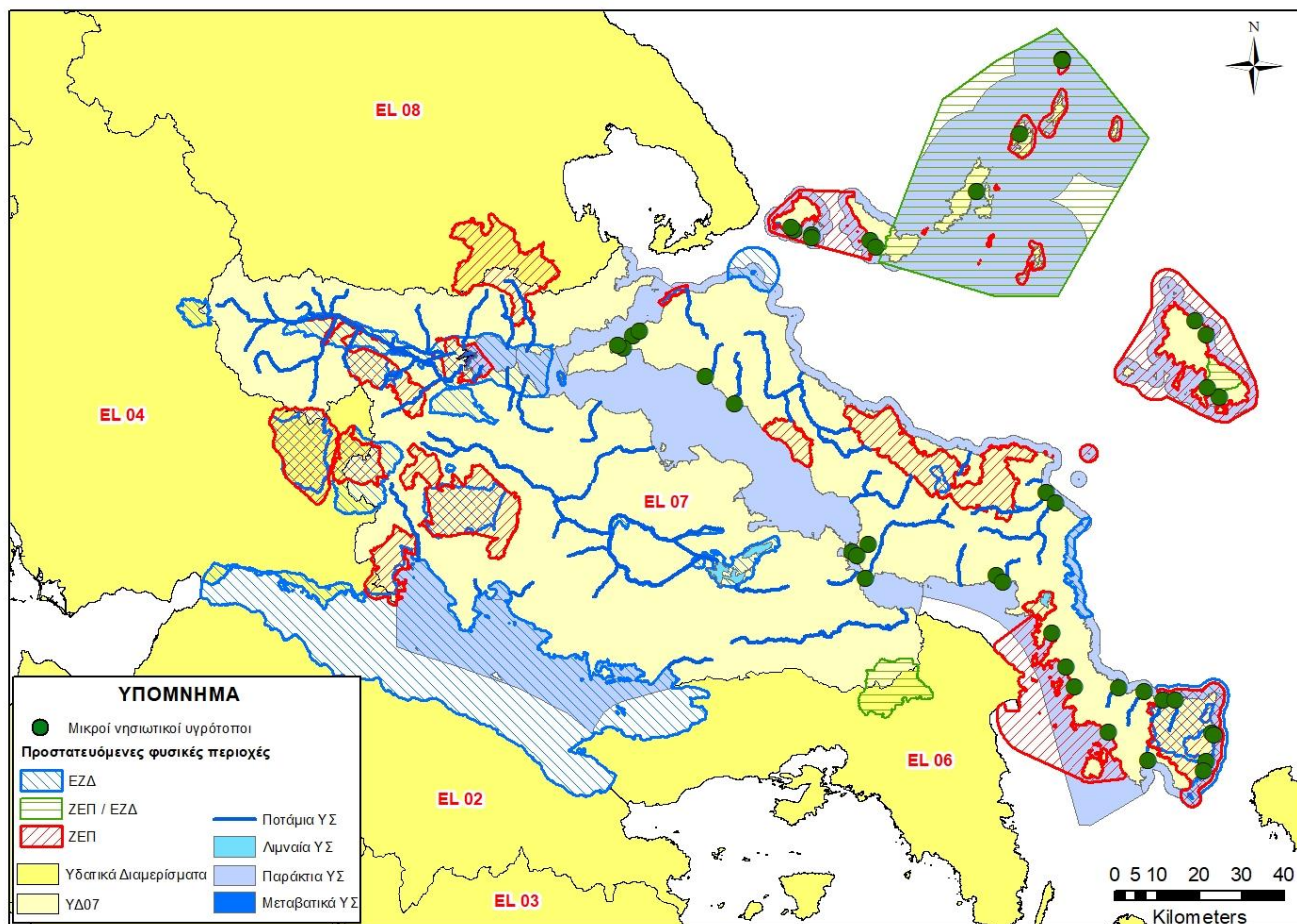 N
EL 08
EL 04
EL 07
EL 06
EL 02
EL 03
ΥΠΟΜΝΗΜΑ
Μικροί νησιωτικοί υγρότοποι
Προστατευόμενες φυσικές περιοχές
ΕΖΔ
ΖΕΠ / ΕΖΔ
ΖΕΠ
Υδατικά Διαμερίσματα
ΥΔ07
Ποτάμια ΥΣ
Λιμναία ΥΣ
Παράκτια ΥΣ
Μεταβατικά ΥΣ
0 5 10 20 30 40
Kilometers